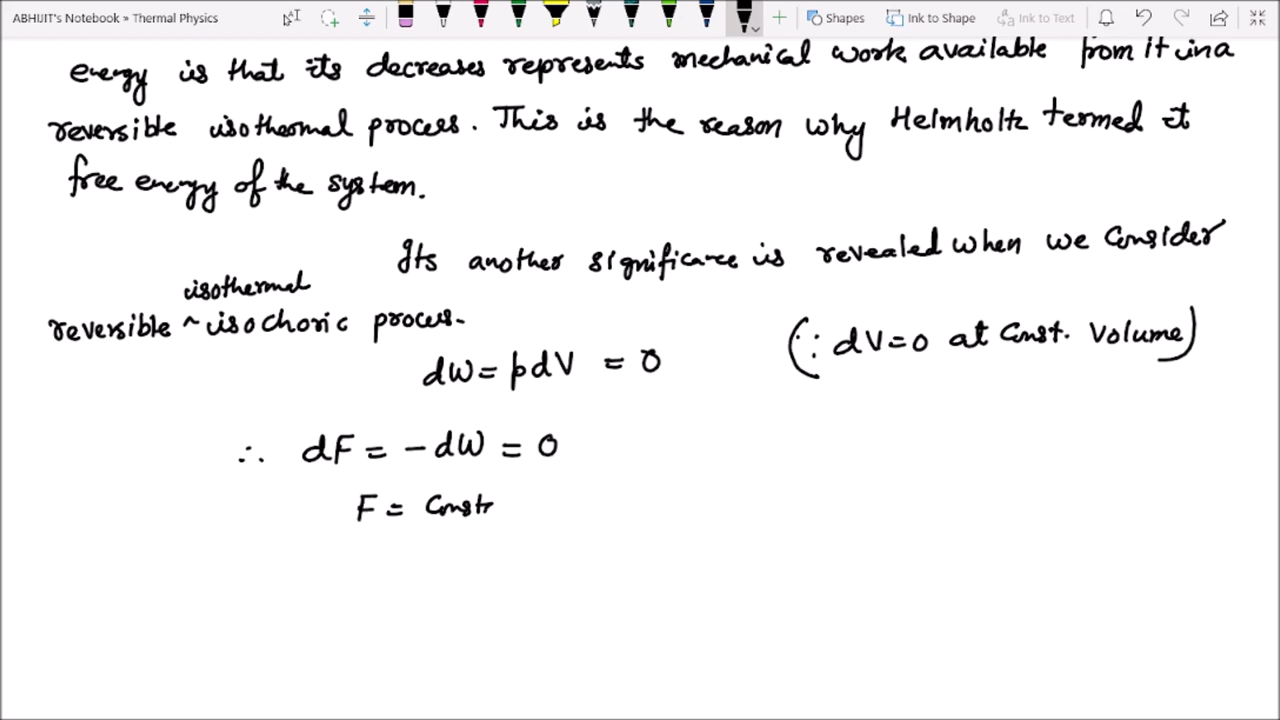 ABHIJIT's Notebook » Thermal Physics
Shapes Ink to Shape Ink to Text
energy is that its decreases represents mechanical work available from it in a
reversible isothermal process. This is the reason why Helmholtz termed it
free energy of the system.
Its another significance is revealed when we consider
isothermal
reversible ^ isochoric process.
dW = pdV = 0 (∵ dV = 0 at const. Volume)
∴ dF = - dW = 0
F = Const